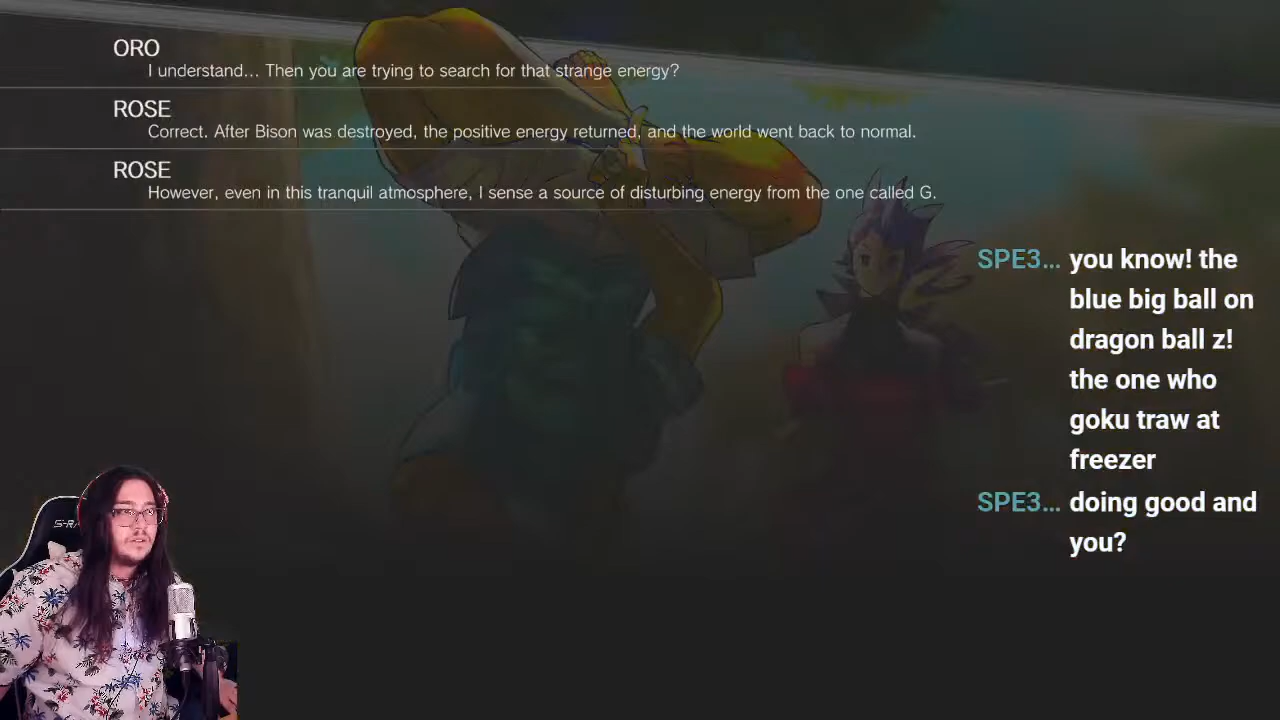 ORO
I understand... Then you are trying to search for that strange energy?
ROSE
Correct. After Bison was destroyed, the positive energy returned, and the world went back to normal.
ROSE
However, even in this tranquil atmosphere, I sense a source of disturbing energy from the one called G.
SPE3... you know! the
blue big ball on
dragon ball z!
the one who
goku traw at
freezer
SPE3... doing good and
you?